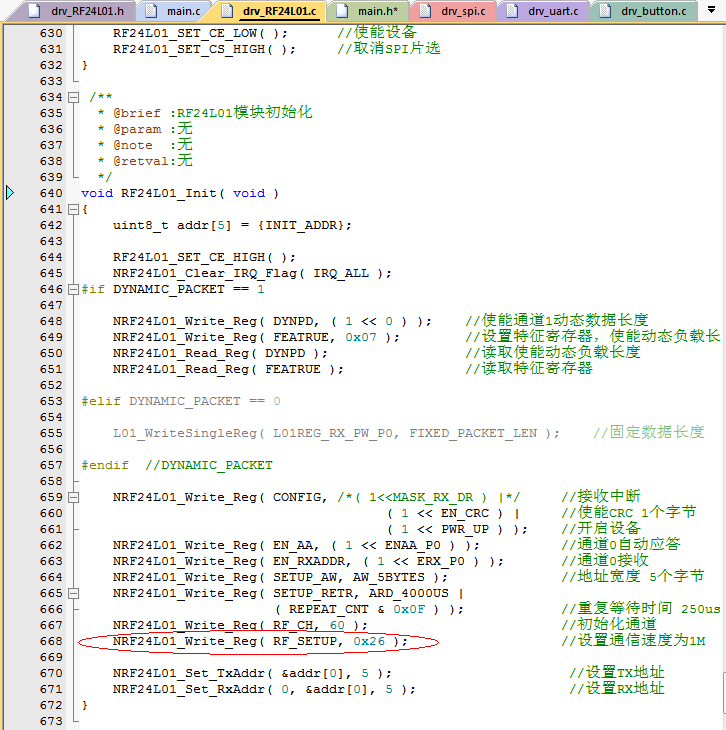 drv_RF24L01.h main.c drv_RF24L01.c main.h* drv_spi.c drv_uart.c drv_button.c
630 RF24L01_SET_CE_LOW( ); //使能设备
631 RF24L01_SET_CS_HIGH( ); //取消SPI片选
632 }
633
634 /**
635 * @brief :RF24L01模块初始化
636 * @param :无
637 * @note :无
638 * @retval:无
639 */
640 void RF24L01_Init( void )
641 {
642 uint8_t addr[5] = {INIT_ADDR};
643
644 RF24L01_SET_CE_HIGH( );
645 NRF24L01_Clear_IRQ_Flag( IRQ_ALL );
646 #if DYNAMIC_PACKET == 1
647
648 NRF24L01_Write_Reg( DYNPD, ( 1 << 0 ) ); //使能通道1动态数据长度
649 NRF24L01_Write_Reg( FEATRUE, 0x07 ); //设置特征寄存器，使能动态负载长
650 NRF24L01_Read_Reg( DYNPD ); //读取使能动态负载长度
651 NRF24L01_Read_Reg( FEATRUE ); //读取特征寄存器
652
653 #elif DYNAMIC_PACKET == 0
654
655 L01_WriteSingleReg( L01REG_RX_PW_P0, FIXED_PACKET_LEN ); //固定数据长度
656
657 #endif //DYNAMIC_PACKET
658
659 NRF24L01_Write_Reg( CONFIG, /*( 1<<MASK_RX_DR ) |*/ //接收中断
660 ( 1 << EN_CRC ) | //使能CRC 1个字节
661 ( 1 << PWR_UP ) ); //开启设备
662 NRF24L01_Write_Reg( EN_AA, ( 1 << ENAA_P0 ) ); //通道0自动应答
663 NRF24L01_Write_Reg( EN_RXADDR, ( 1 << ERX_P0 ) ); //通道0接收
664 NRF24L01_Write_Reg( SETUP_AW, AW_5BYTES ); //地址宽度 5个字节
665 NRF24L01_Write_Reg( SETUP_RETR, ARD_4000US |
666 ( REPEAT_CNT & 0x0F ) ); //重复等待时间 250us
667 NRF24L01_Write_Reg( RF_CH, 60 ); //初始化通道
668 NRF24L01_Write_Reg( RF_SETUP, 0x26 ); //设置通信速度为1M
669
670 NRF24L01_Set_TxAddr( &addr[0], 5 ); //设置TX地址
671 NRF24L01_Set_RxAddr( 0, &addr[0], 5 ); //设置RX地址
672 }
673